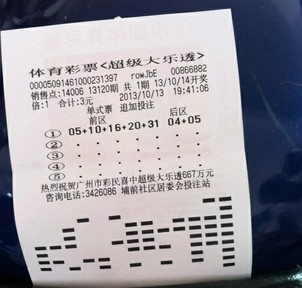 体育彩票<超级大乐透>
00005091461000231397 rowJbE 00866882
销售点:14006 13120期 共 1期 13/10/14开奖
倍:1 合计:3元 2013/10/13 19:41:06
单式票 追加投注
前区 后区
① 05+10+16+20+31 04+05
②
③
④
⑤
热烈祝贺广州市彩民喜中超级大乐透667万元
咨询电话:3426086 埔前社区居委会投注站